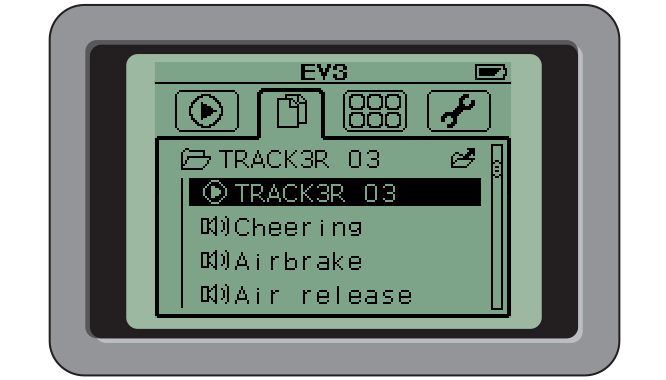 EV3
TRACK3R 03
TRACK3R 03
Cheering
Airbrake
Air release